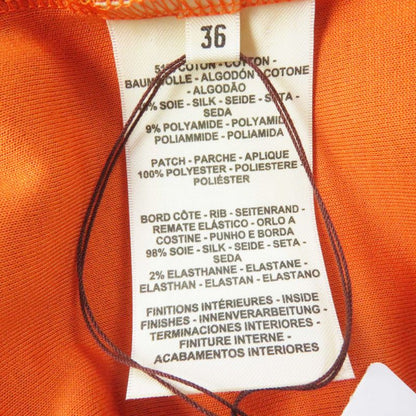 36
COTON - COTTON -
BAUMWOLLE - ALGODÓN - COTONE
- ALGODÃO
SOIE - SILK - SEIDE - SETA -
SEDA
9% POLYAMIDE - POLYAMID -
POLIAMMIDE - POLIAMIDA
PATCH - PARCHE - APLIQUE
100% POLYESTER - POLIESTERE -
POLIÉSTER
BORD CÔTE - RIB - SEITENRAND -
REMATE ELÁSTICO - ORLO A
COSTINE - PUNHO E BORDA
98% SOIE - SILK - SEIDE - SETA -
SEDA
2% ELASTHANNE - ELASTANE -
ELASTHAN - ELASTAN - ELASTANO
FINITIONS INTÉRIEURES - INSIDE
FINISHES - INNENVERARBEITUNG -
TERMINACIONES INTERIORES -
FINITURE INTERNE -
ACABAMENTOS INTERIORES